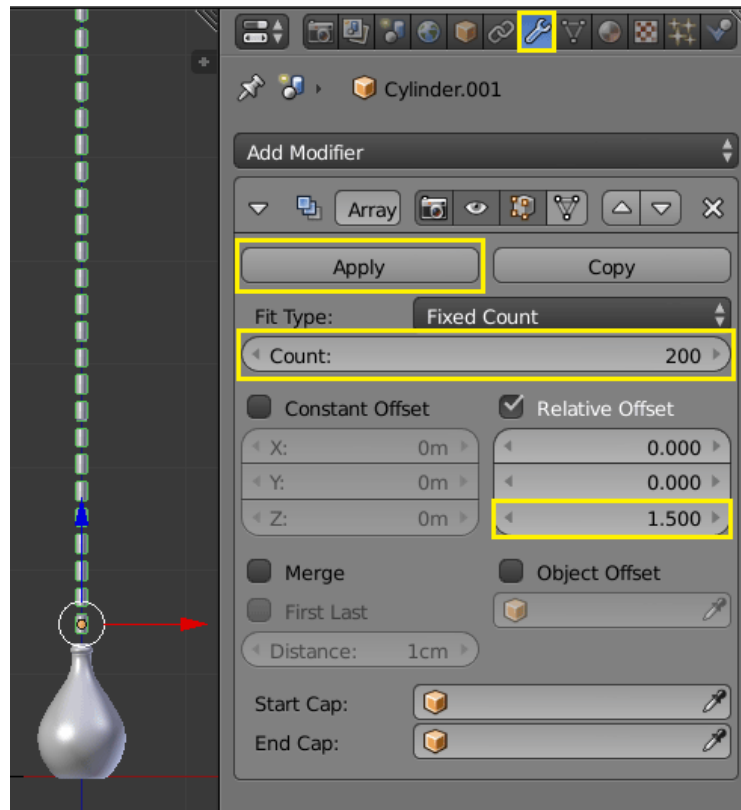 Cylinder.001
Add Modifier
Array
Apply Copy
Fit Type: Fixed Count
Count: 200
Constant Offset Relative Offset
X: 0m 0.000
Y: 0m 0.000
Z: 0m 1.500
Merge Object Offset
First Last
Distance: 1cm
Start Cap:
End Cap: